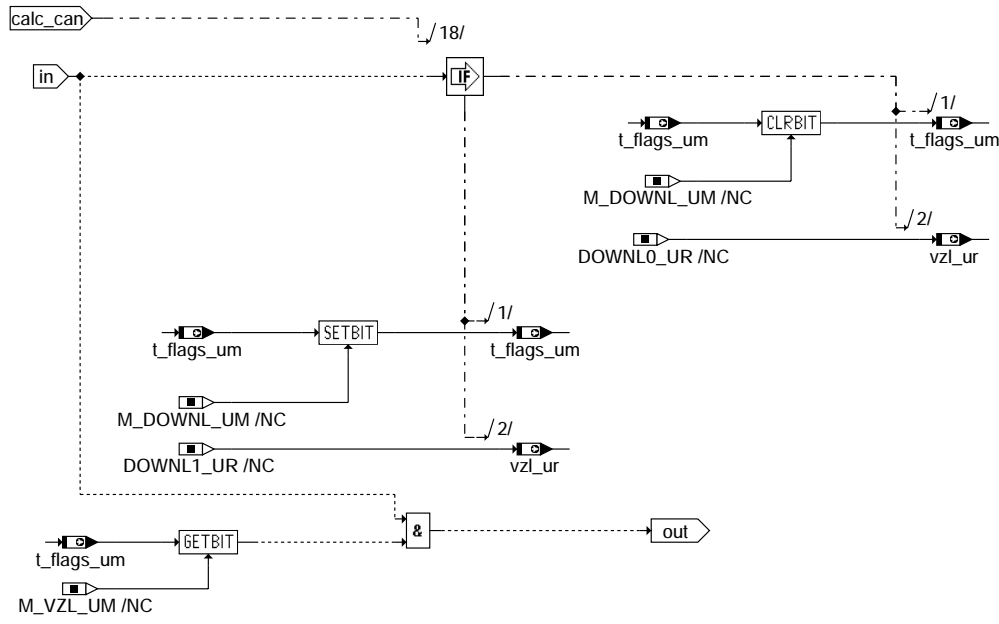 calc_can
/18/
in
IF
/1/
t_flags_um
CLRBIT
t_flags_um
M_DOWNL_UM /NC
/2/
DOWNL0_UR /NC
vzl_ur
/1/
t_flags_um
SETBIT
t_flags_um
M_DOWNL_UM /NC
/2/
DOWNL1_UR /NC
vzl_ur
&
out
t_flags_um
GETBIT
M_VZL_UM /NC